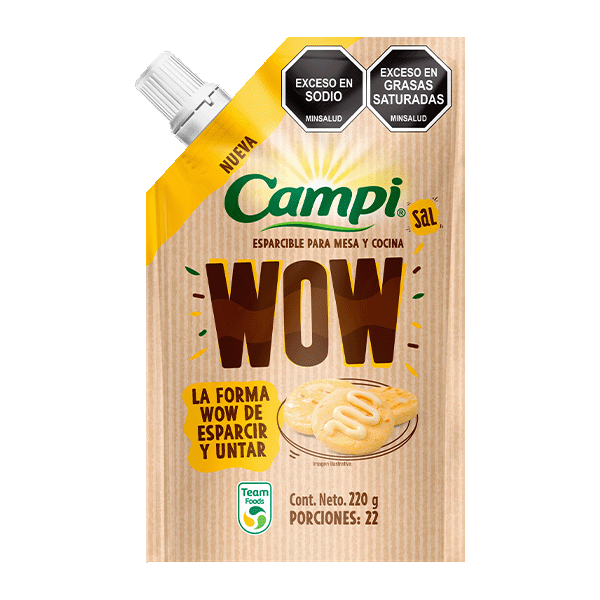 EXCESO EN
SODIO
MINSALUD
EXCESO EN
GRASAS
SATURADAS
MINSALUD
NUEVA
Campi®
SAL
ESPARCIBLE PARA MESA Y COCINA
WOW
LA FORMA
WOW DE
ESPARCIR
Y UNTAR
Imagen ilustrativa
Team
Foods
Cont. Neto. 220 g
PORCIONES: 22